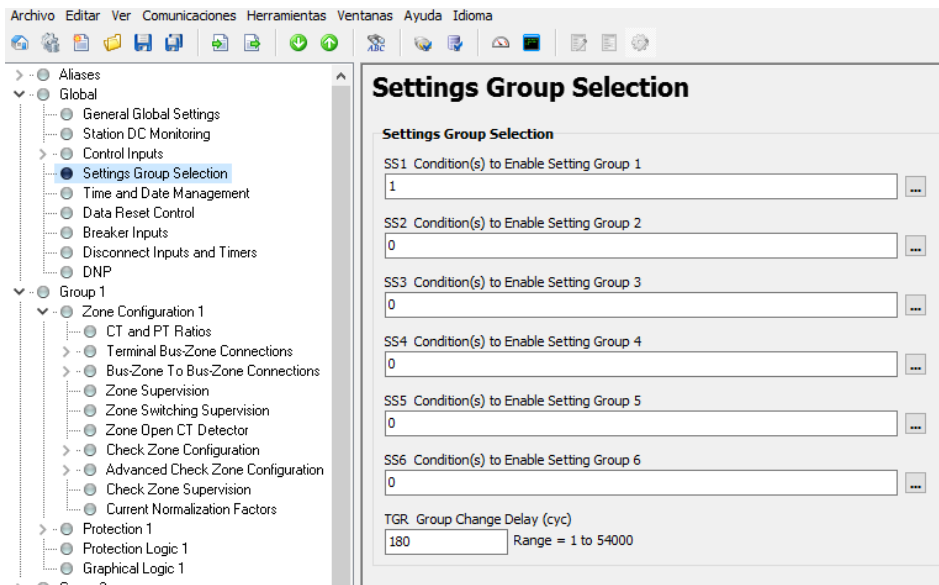 Archivo Editar Ver Comunicaciones Herramientas Ventanas Ayuda Idioma
ABC
Aliases
Global
General Global Settings
Station DC Monitoring
Control Inputs
Settings Group Selection
Time and Date Management
Data Reset Control
Breaker Inputs
Disconnect Inputs and Timers
DNP
Group 1
Zone Configuration 1
CT and PT Ratios
Terminal Bus-Zone Connections
Bus-Zone To Bus-Zone Connections
Zone Supervision
Zone Switching Supervision
Zone Open CT Detector
Check Zone Configuration
Advanced Check Zone Configuration
Check Zone Supervision
Current Normalization Factors
Protection 1
Protection Logic 1
Graphical Logic 1
Settings Group Selection
Settings Group Selection
SS1 Condition(s) to Enable Setting Group 1
1
...
SS2 Condition(s) to Enable Setting Group 2
0
...
SS3 Condition(s) to Enable Setting Group 3
0
...
SS4 Condition(s) to Enable Setting Group 4
0
...
SS5 Condition(s) to Enable Setting Group 5
0
...
SS6 Condition(s) to Enable Setting Group 6
0
...
TGR Group Change Delay (cyc)
180 Range = 1 to 54000